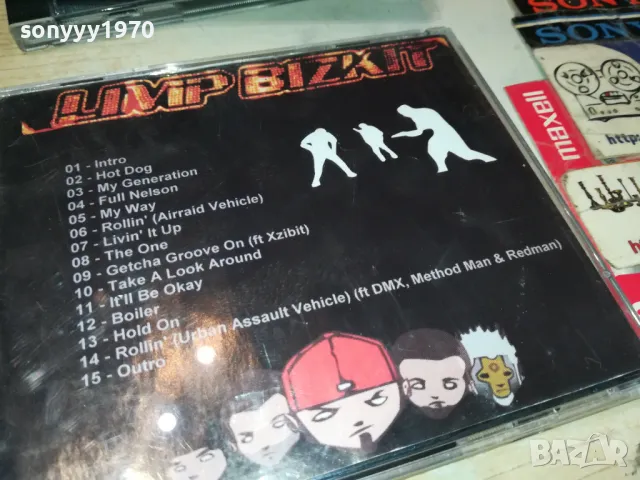 sonyyy1970
LIMP BIZKIT
01 - Intro
02 - Hot Dog
03 - My Generation
04 - Full Nelson
05 - My Way
06 - Rollin' (Airraid Vehicle)
07 - Livin' It Up
08 - The One
09 - Getcha Groove On (ft Xzibit)
10 - Take A Look Around
11 - It'll Be Okay
12 - Boiler
13 - Hold On
14 - Rollin' (Urban Assault Vehicle) (ft DMX, Method Man & Redman)
15 - Outro
SONY
SONY
maxell
http:
BAZAR